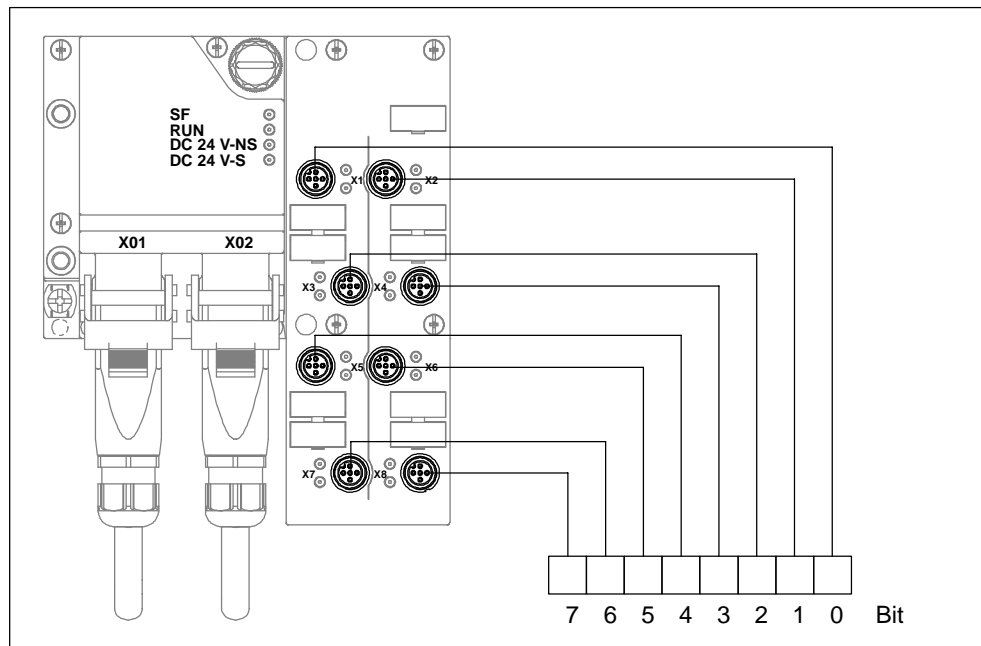 SF
RUN
DC 24 V-NS
DC 24 V-S
X1 X2
X01 X02
X3 X4
X5 X6
X7 X8
7 6 5 4 3 2 1 0 Bit